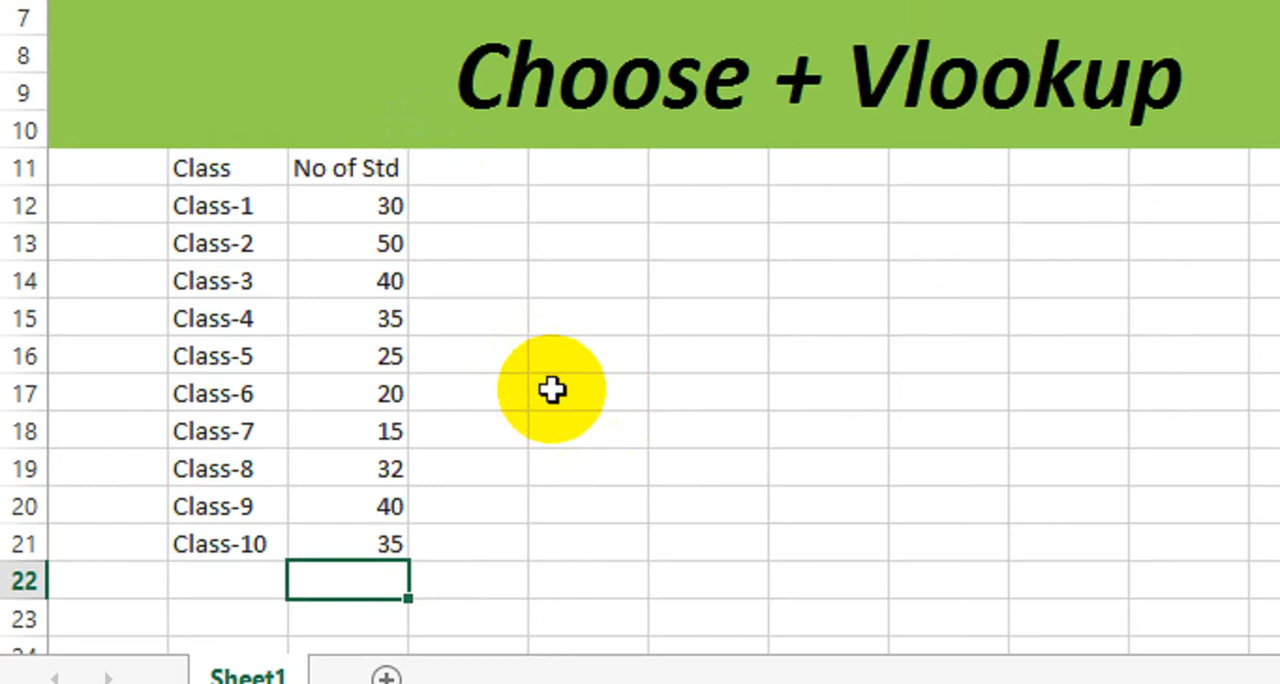 7
8
9
10
Choose + Vlookup
11 Class No of Std
12 Class-1 30
13 Class-2 50
14 Class-3 40
15 Class-4 35
16 Class-5 25
17 Class-6 20
18 Class-7 15
19 Class-8 32
20 Class-9 40
21 Class-10 35
22
23
24
Sheet1